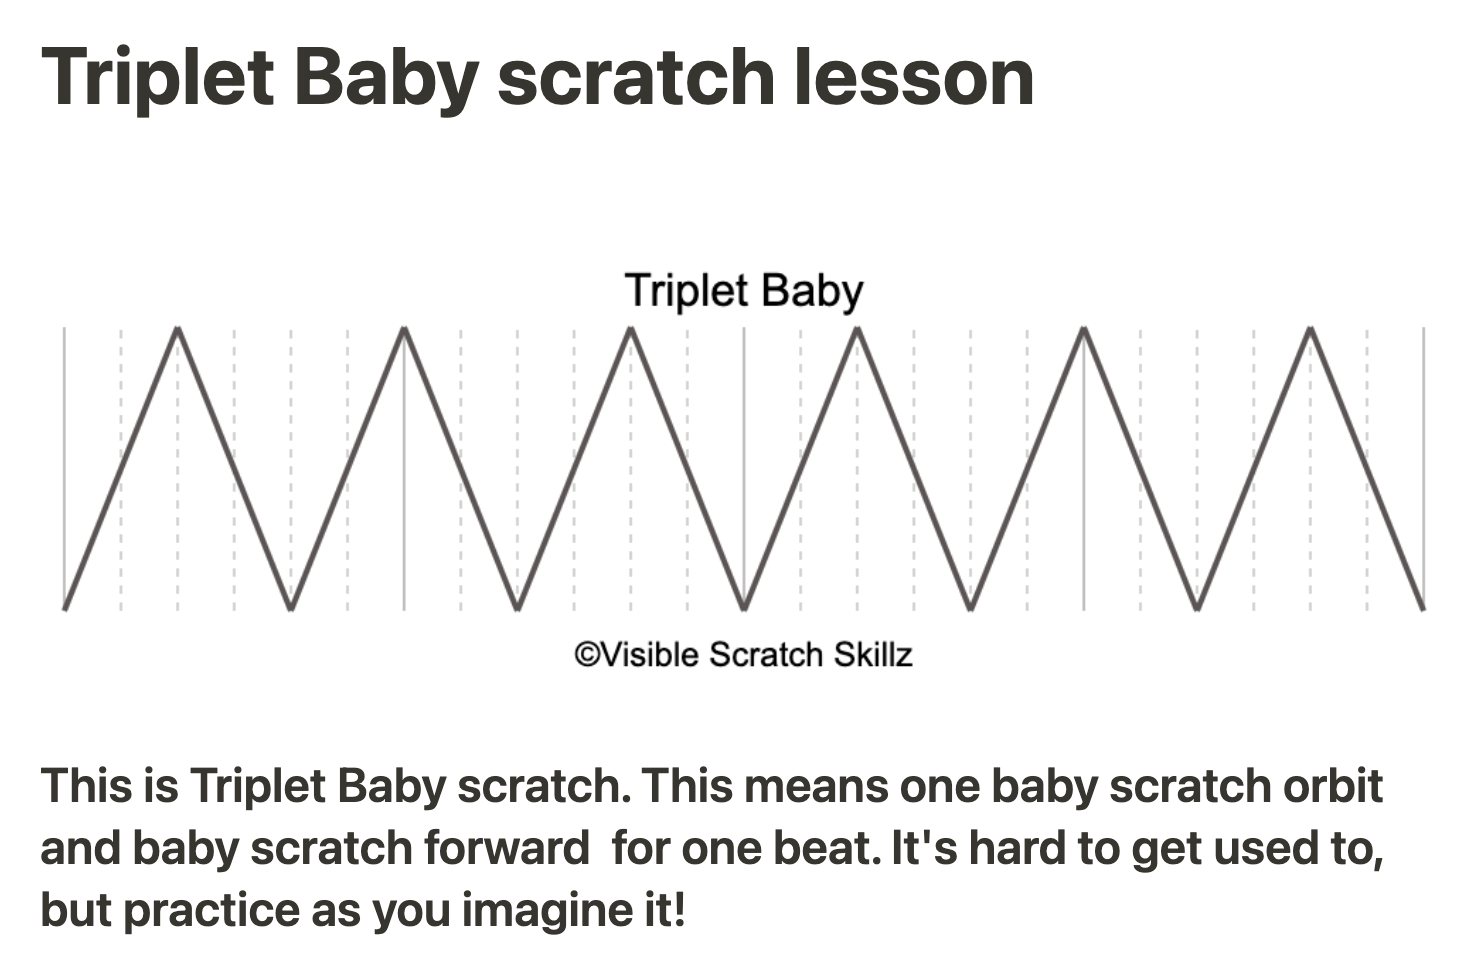 Triplet Baby scratch lesson
Triplet Baby
©Visible Scratch Skillz
This is Triplet Baby scratch. This means one baby scratch orbit
and baby scratch forward  for one beat. It's hard to get used to,
but practice as you imagine it!